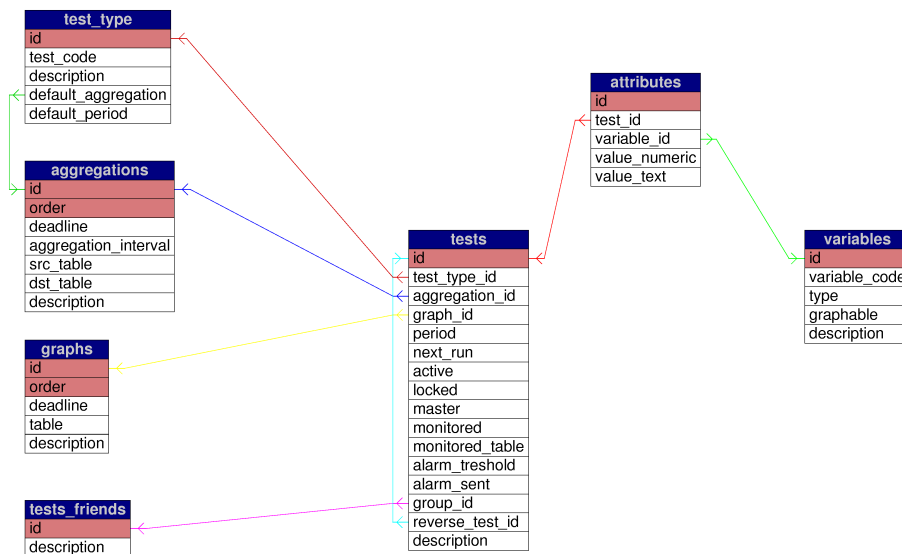 test_type
id
test_code
description
default_aggregation
default_period
aggregations
id
order
deadline
aggregation_interval
src_table
dst_table
description
graphs
id
order
deadline
table
description
tests_friends
id
description
tests
id
test_type_id
aggregation_id
graph_id
period
next_run
active
locked
master
monitored
monitored_table
alarm_treshold
alarm_sent
group_id
reverse_test_id
description
attributes
id
test_id
variable_id
value_numeric
value_text
variables
id
variable_code
type
graphable
description